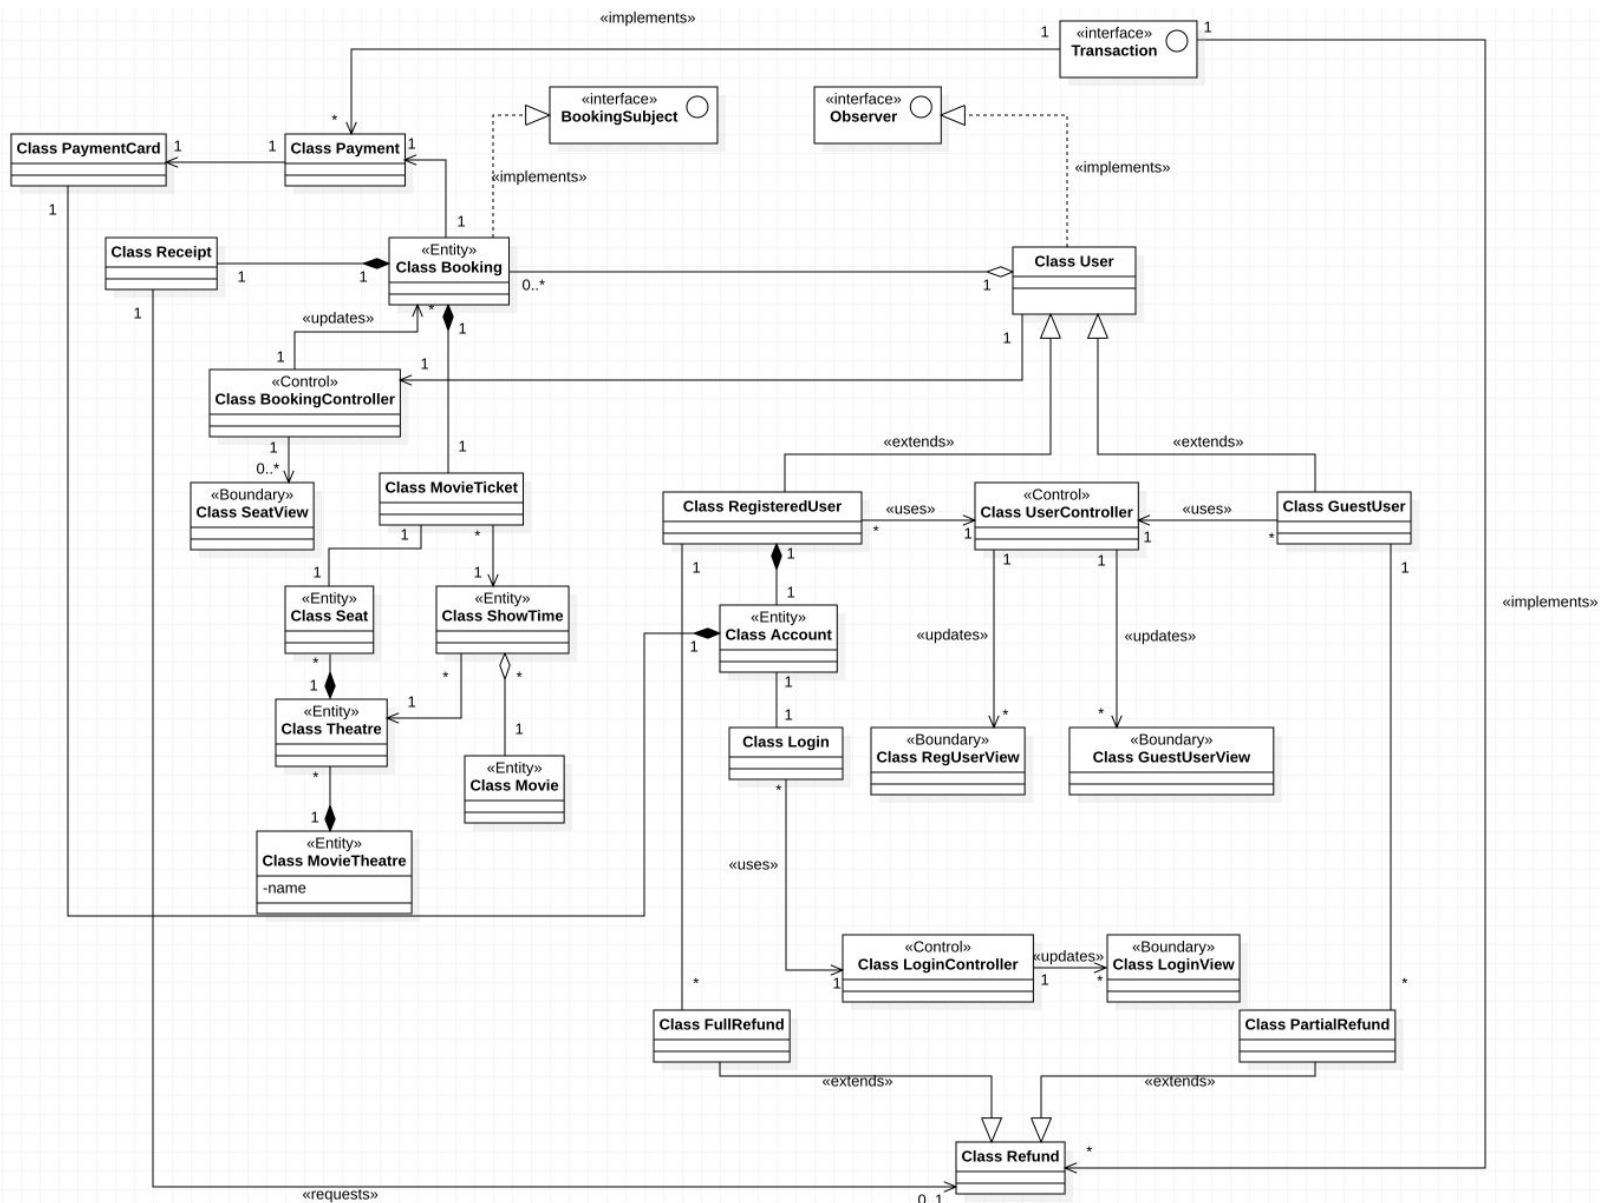 «implements»
1
«interface»
Transaction
1
«interface»
BookingSubject
«interface»
Observer
*
Class PaymentCard
1
1
Class Payment
1
«implements»
«implements»
1
1
Class Receipt
1
1
«Entity»
Class Booking
0..*
1
Class User
1
«updates»
*
1
1
1
1
«Control»
Class BookingController
1
0..*
«Boundary»
Class SeatView
1
Class MovieTicket
1
*
«extends»
«extends»
Class RegisteredUser
*
«uses»
1
«Control»
Class UserController
1
«uses»
*
Class GuestUser
1
1
«Entity»
Class Seat
«Entity»
Class ShowTime
1
1
1
1
1
1
«implements»
«Entity»
Class Account
1
1
«updates»
«updates»
*
1
*
1
*
1
«Entity»
Class Theatre
*
1
1
*
*
Class Login
«Boundary»
Class RegUserView
«Boundary»
Class GuestUserView
«Entity»
Class Movie
*
1
*
«Entity»
Class MovieTheatre
-name
«uses»
1
«Control»
Class LoginController
«updates»
1
*
«Boundary»
Class LoginView
*
*
Class FullRefund
Class PartialRefund
«extends»
«extends»
Class Refund
*
«requests»
0..1